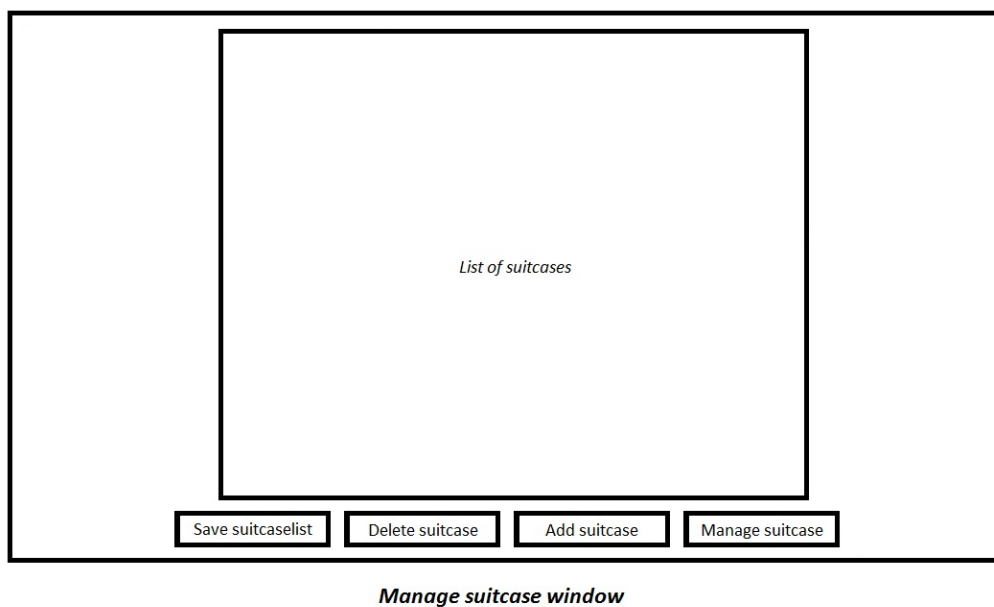 List of suitcases
Save suitcaselist
Delete suitcase
Add suitcase
Manage suitcase
Manage suitcase window